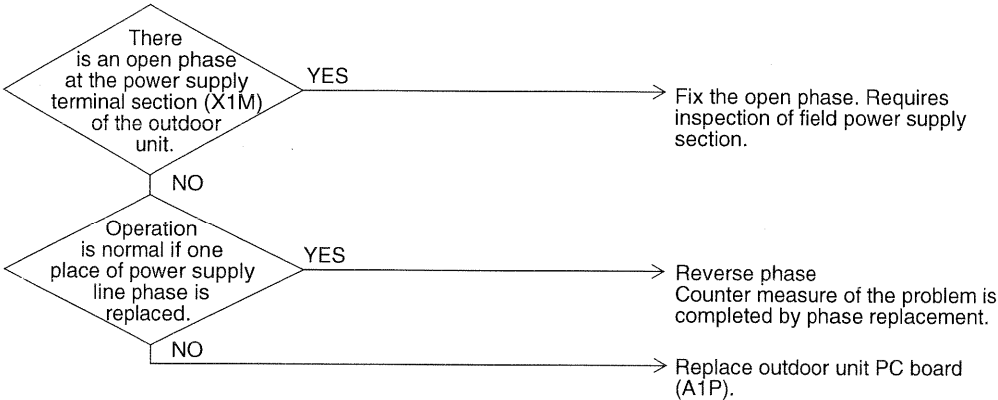 There
is an open phase
at the power supply
terminal section (X1M)
of the outdoor
unit.
YES
Fix the open phase. Requires
inspection of field power supply
section.
NO
Operation
is normal if one
place of power supply
line phase is
replaced.
YES
Reverse phase
Counter measure of the problem is
completed by phase replacement.
NO
Replace outdoor unit PC board
(A1P).